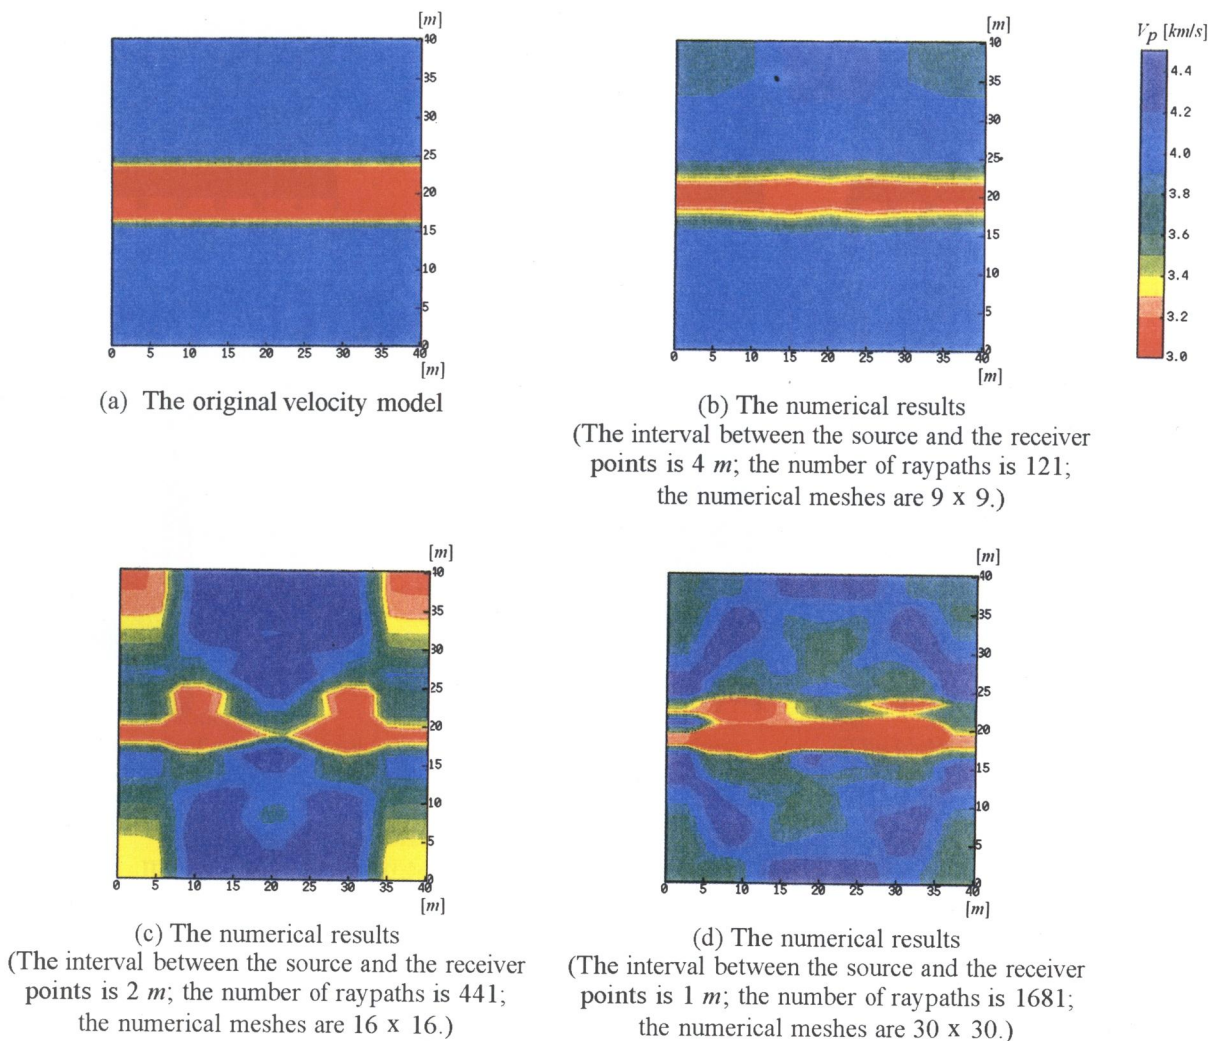 [m]
40
35
30
25
20
15
10
5
0
0 5 10 15 20 25 30 35 40
[m]
(a) The original velocity model
[m]
40
35
30
25
20
15
10
5
0
0 5 10 15 20 25 30 35 40
[m]
(b) The numerical results
(The interval between the source and the receiver
points is 4 m; the number of raypaths is 121;
the numerical meshes are 9 x 9.)
Vp [km/s]
4.4
4.2
4.0
3.8
3.6
3.4
3.2
3.0
[m]
40
35
30
25
20
15
10
5
0
0 5 10 15 20 25 30 35 40
[m]
(c) The numerical results
(The interval between the source and the receiver
points is 2 m; the number of raypaths is 441;
the numerical meshes are 16 x 16.)
[m]
40
35
30
25
20
15
10
5
0
0 5 10 15 20 25 30 35 40
[m]
(d) The numerical results
(The interval between the source and the receiver
points is 1 m; the number of raypaths is 1681;
the numerical meshes are 30 x 30.)